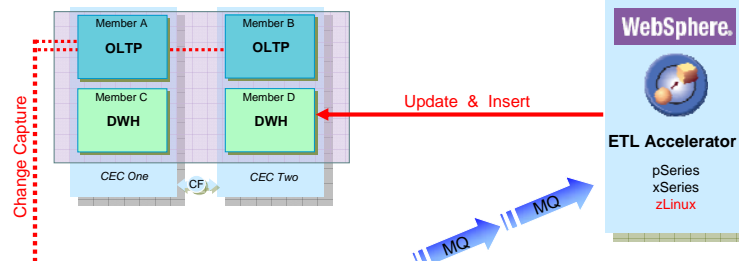 Member A
OLTP
Member B
OLTP
Member C
DWH
Member D
DWH
CEC One
CF
CEC Two
Change Capture
Update & Insert
MQ
MQ
WebSphere.
ETL Accelerator
pSeries
xSeries
zLinux